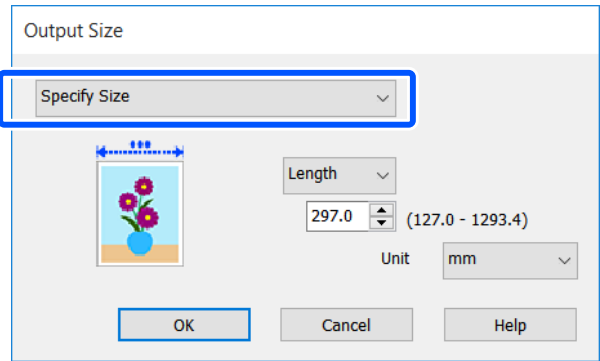 Output Size
Specify Size
Length
297.0 (127.0 - 1293.4)
Unit mm
OK Cancel Help